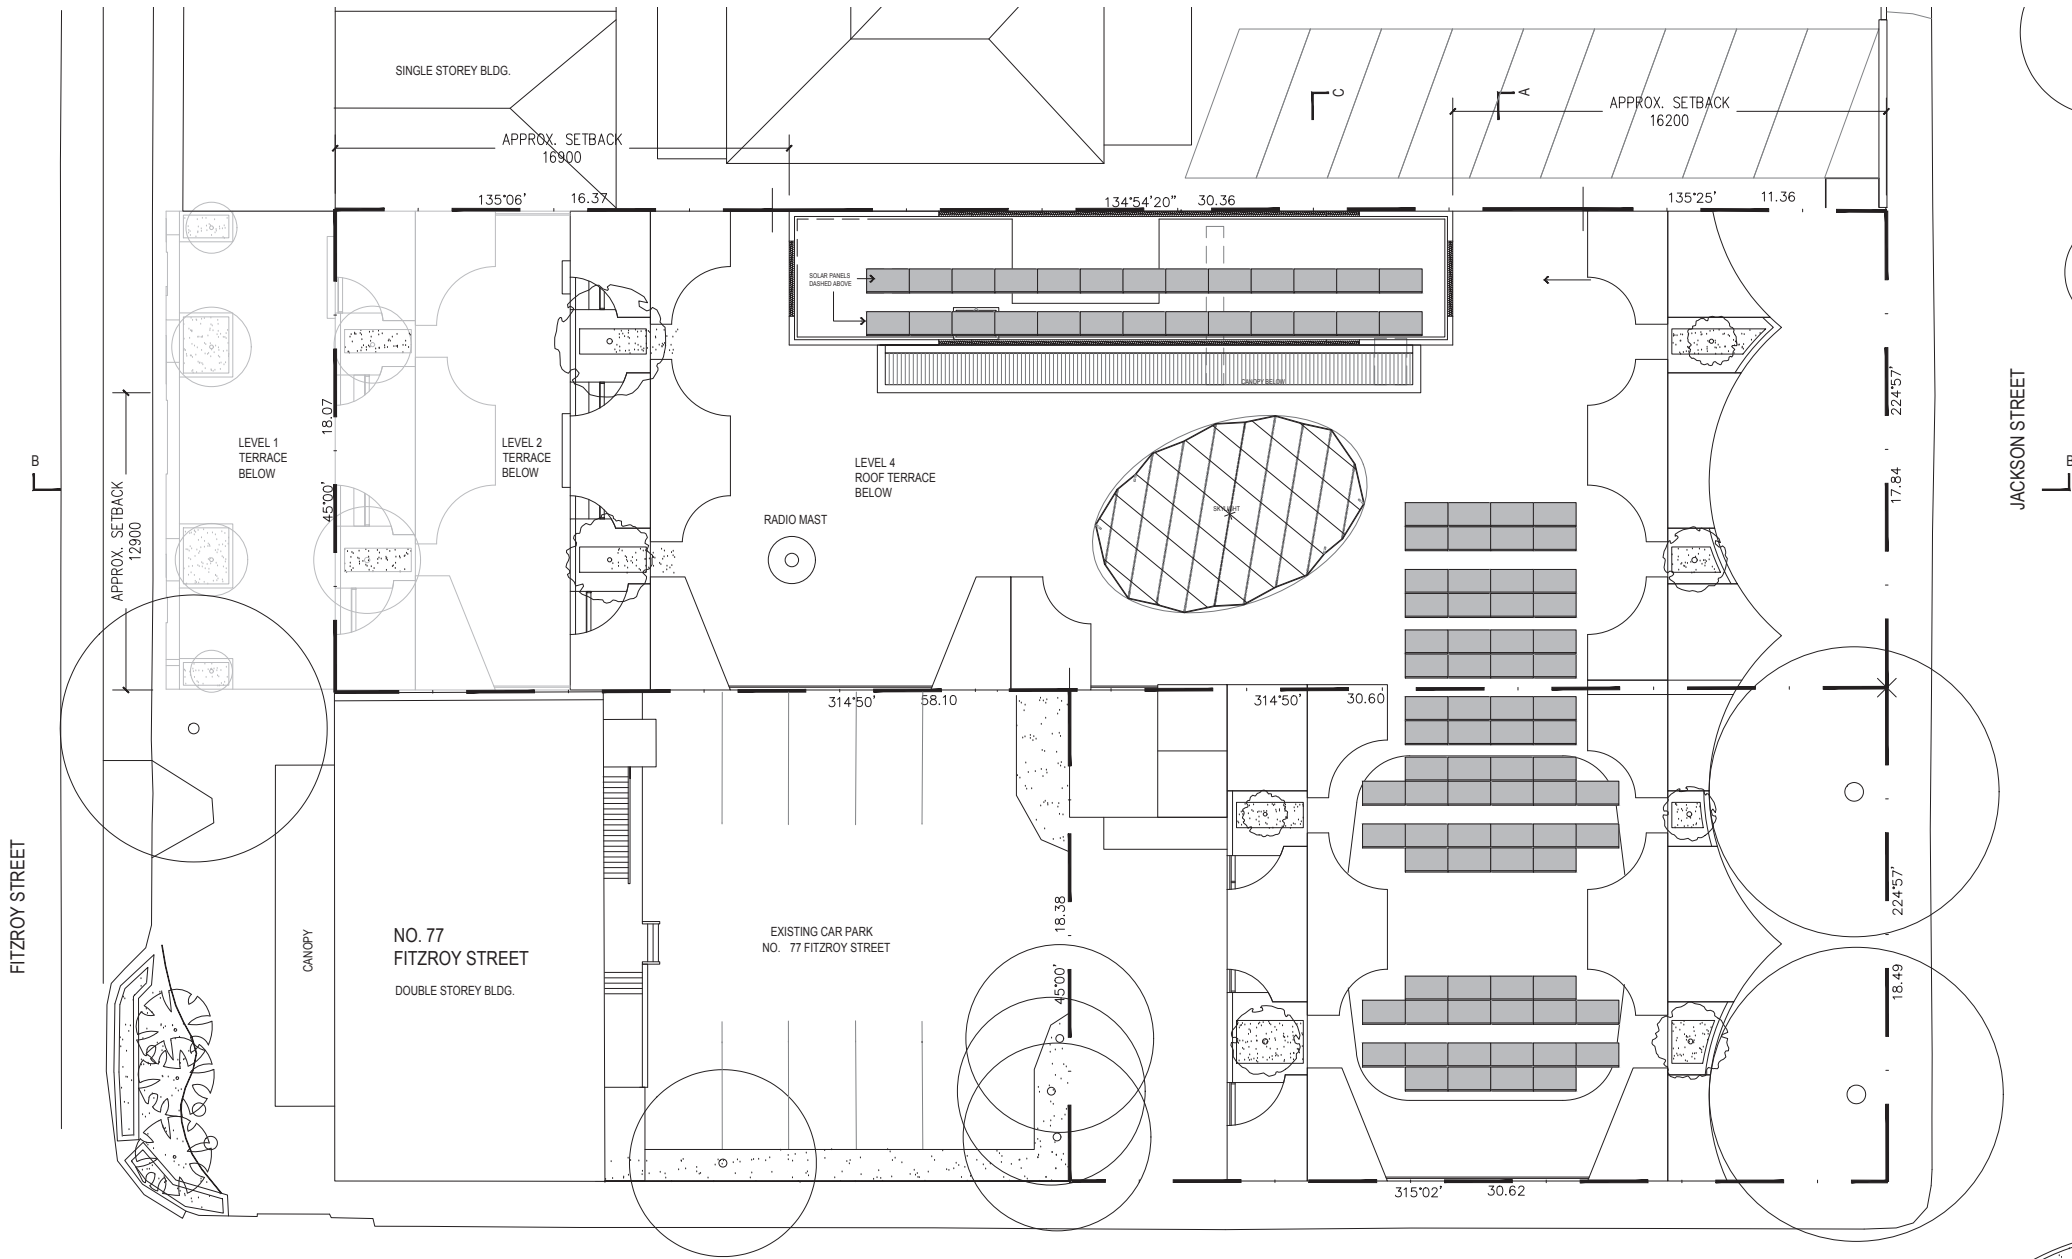 SINGLE STOREY BLDG.
C
A
APPROX. SETBACK
16200
APPROX. SETBACK
16900
135°06'
16.37
134°54'20"
30.36
135°25'
11.36
SOLAR PANELS
DASHED ABOVE
CANOPY BELOW
224°57'
JACKSON STREET
18.07
LEVEL 1
TERRACE
BELOW
LEVEL 2
TERRACE
BELOW
LEVEL 4
ROOF TERRACE
BELOW
B
B
17.84
45°00'
APPROX. SETBACK
12900
RADIO MAST
SKYLIGHT
314°50'
58.10
314°50'
30.60
FITZROY STREET
CANOPY
NO. 77
FITZROY STREET
DOUBLE STOREY BLDG.
EXISTING CAR PARK
NO. 77 FITZROY STREET
18.38
45°00'
224°57'
18.49
315°02'
30.62